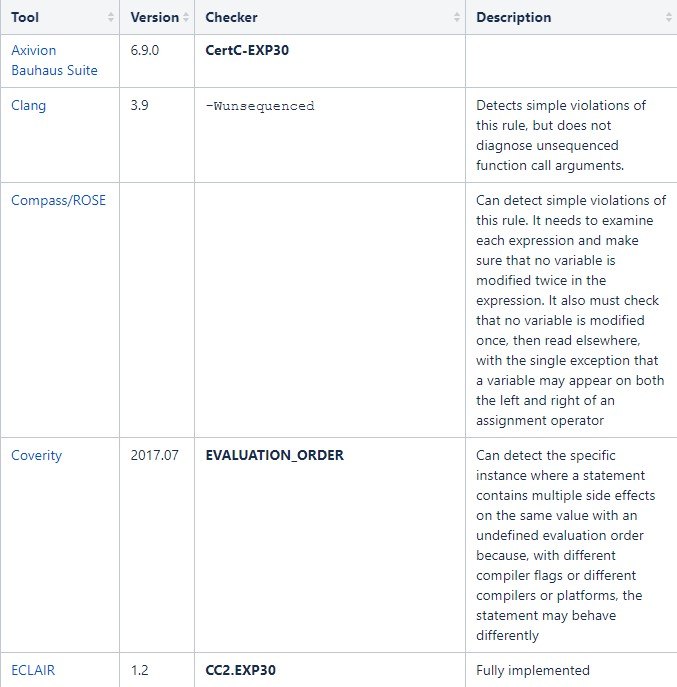 Tool Version Checker Description
Axivion Bauhaus Suite 6.9.0 CertC-EXP30
Clang 3.9 -Wunsequenced Detects simple violations of
this rule, but does not
diagnose unsequenced
function call arguments.
Compass/ROSE Can detect simple violations of
this rule. It needs to examine
each expression and make
sure that no variable is
modified twice in the
expression. It also must check
that no variable is modified
once, then read elsewhere,
with the single exception that
a variable may appear on both
the left and right of an
assignment operator
Coverity 2017.07 EVALUATION_ORDER Can detect the specific
instance where a statement
contains multiple side effects
on the same value with an
undefined evaluation order
because, with different
compiler flags or different
compilers or platforms, the
statement may behave
differently
ECLAIR 1.2 CC2.EXP30 Fully implemented